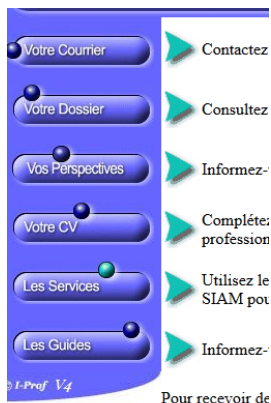 Votre Courrier
Contactez
Votre Dossier
Consultez
Vos Perspectives
Informez-
Votre CV
Complétez
profession
Les Services
Utilisez le
SIAM pou
Les Guides
Informez-
© I-Prof V4
Pour recevoir de